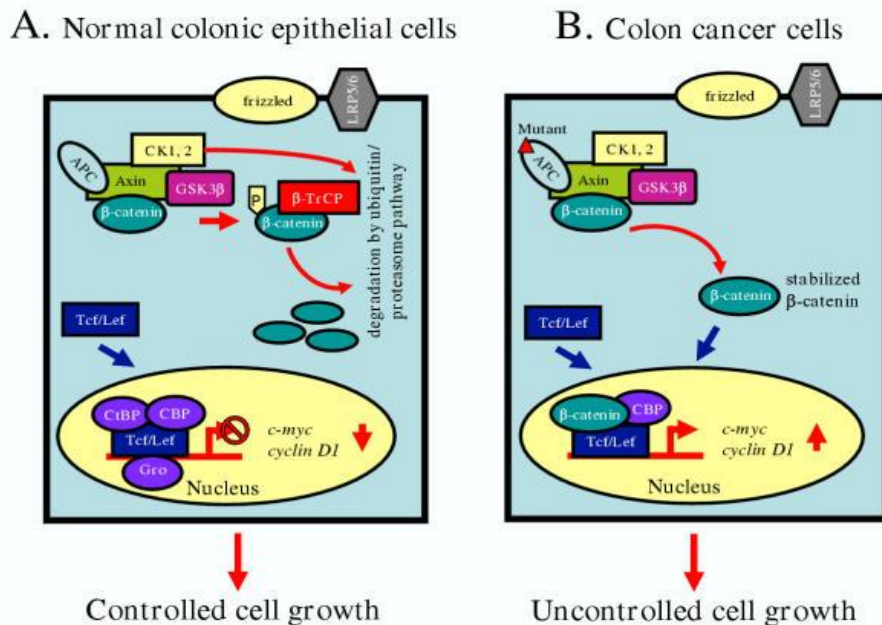 A. Normal colonic epithelial cells
frizzled
LRP5/6
CK1, 2
APC
Axin
GSK3β
β-catenin
P
β-TrCP
β-catenin
degradation by ubiquitin/
proteasome pathway
Tcf/Lef
CtBP
CBP
Tcf/Lef
Gro
c-myc
cyclin D1
Nucleus
Controlled cell growth
B. Colon cancer cells
frizzled
LRP5/6
Mutant
CK1, 2
APC
Axin
GSK3β
β-catenin
β-catenin
stabilized
β-catenin
Tcf/Lef
β-catenin
CBP
Tcf/Lef
c-myc
cyclin D1
Nucleus
Uncontrolled cell growth